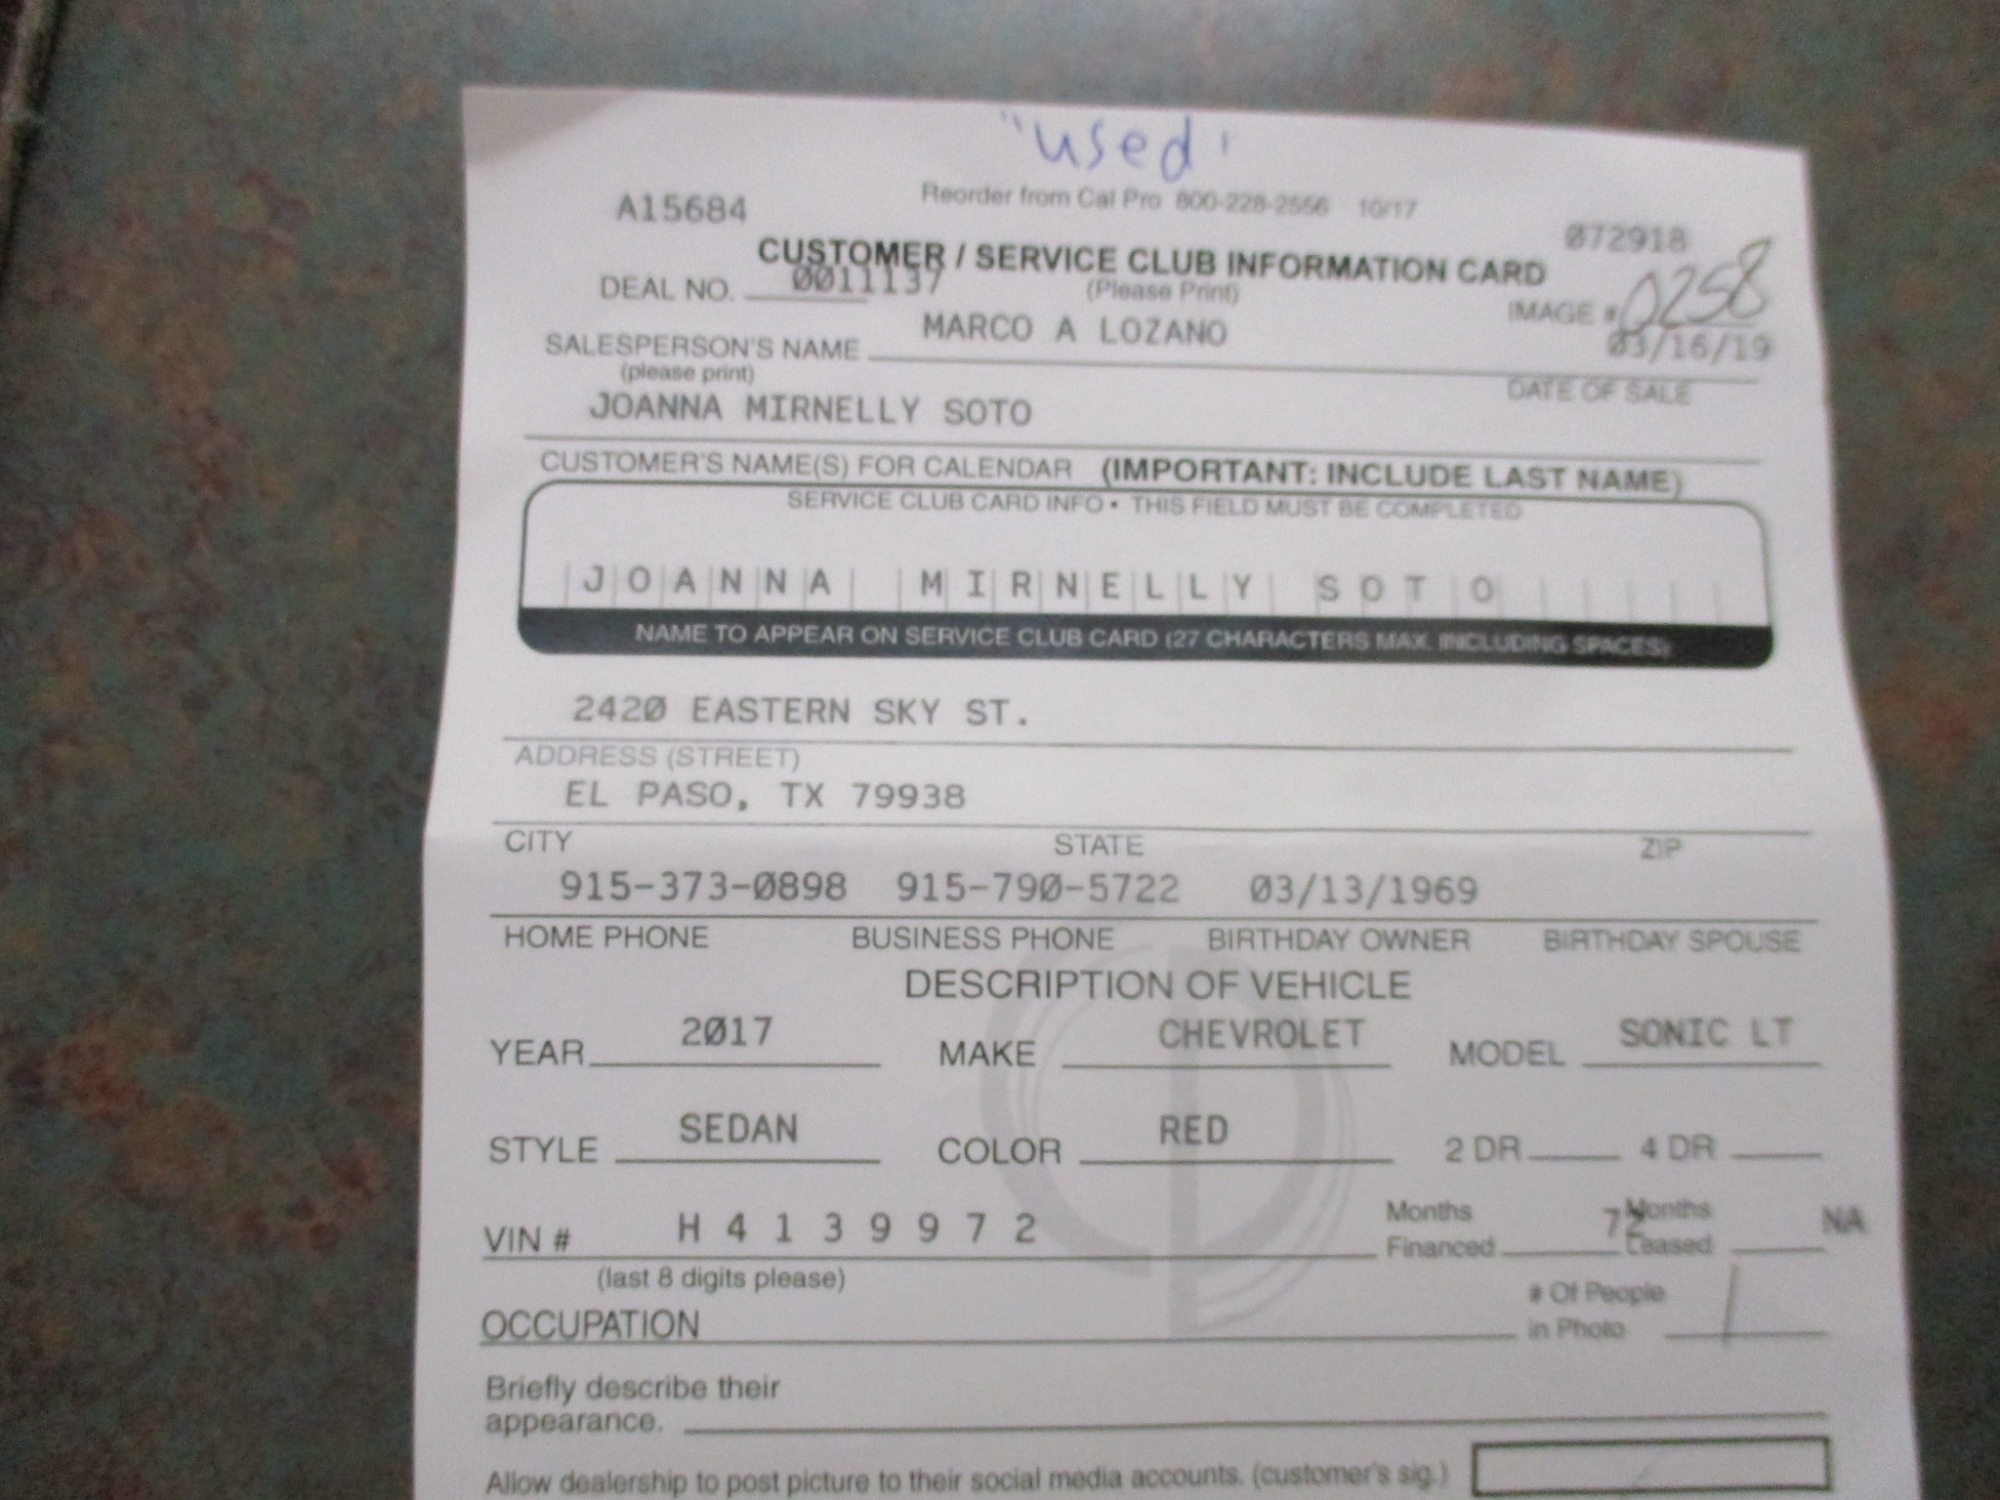 "used"
Reorder from Cal Pro 800-228-2556 10/17
A15684 072918
CUSTOMER / SERVICE CLUB INFORMATION CARD
DEAL NO. 0011137 (Please Print) IMAGE # 0258
SALESPERSON'S NAME MARCO A LOZANO 03/16/19
(please print) DATE OF SALE
JOANNA MIRNELLY SOTO
CUSTOMER'S NAME(S) FOR CALENDAR (IMPORTANT: INCLUDE LAST NAME)
SERVICE CLUB CARD INFO • THIS FIELD MUST BE COMPLETED
JOANNA MIRNELLY SOTO
NAME TO APPEAR ON SERVICE CLUB CARD (27 CHARACTERS MAX. INCLUDING SPACES)
2420 EASTERN SKY ST.
ADDRESS (STREET)
EL PASO, TX 79938
CITY STATE ZIP
915-373-0898 915-790-5722 03/13/1969
HOME PHONE BUSINESS PHONE BIRTHDAY OWNER BIRTHDAY SPOUSE
DESCRIPTION OF VEHICLE
YEAR 2017 MAKE CHEVROLET MODEL SONIC LT
STYLE SEDAN COLOR RED 2 DR 4 DR
VIN # H 4 1 3 9 9 7 2 Months Financed 72 Months Leased NA
(last 8 digits please)
OCCUPATION # Of People in Photo 1
Briefly describe their
appearance.
Allow dealership to post picture to their social media accounts. (customer's sig.)